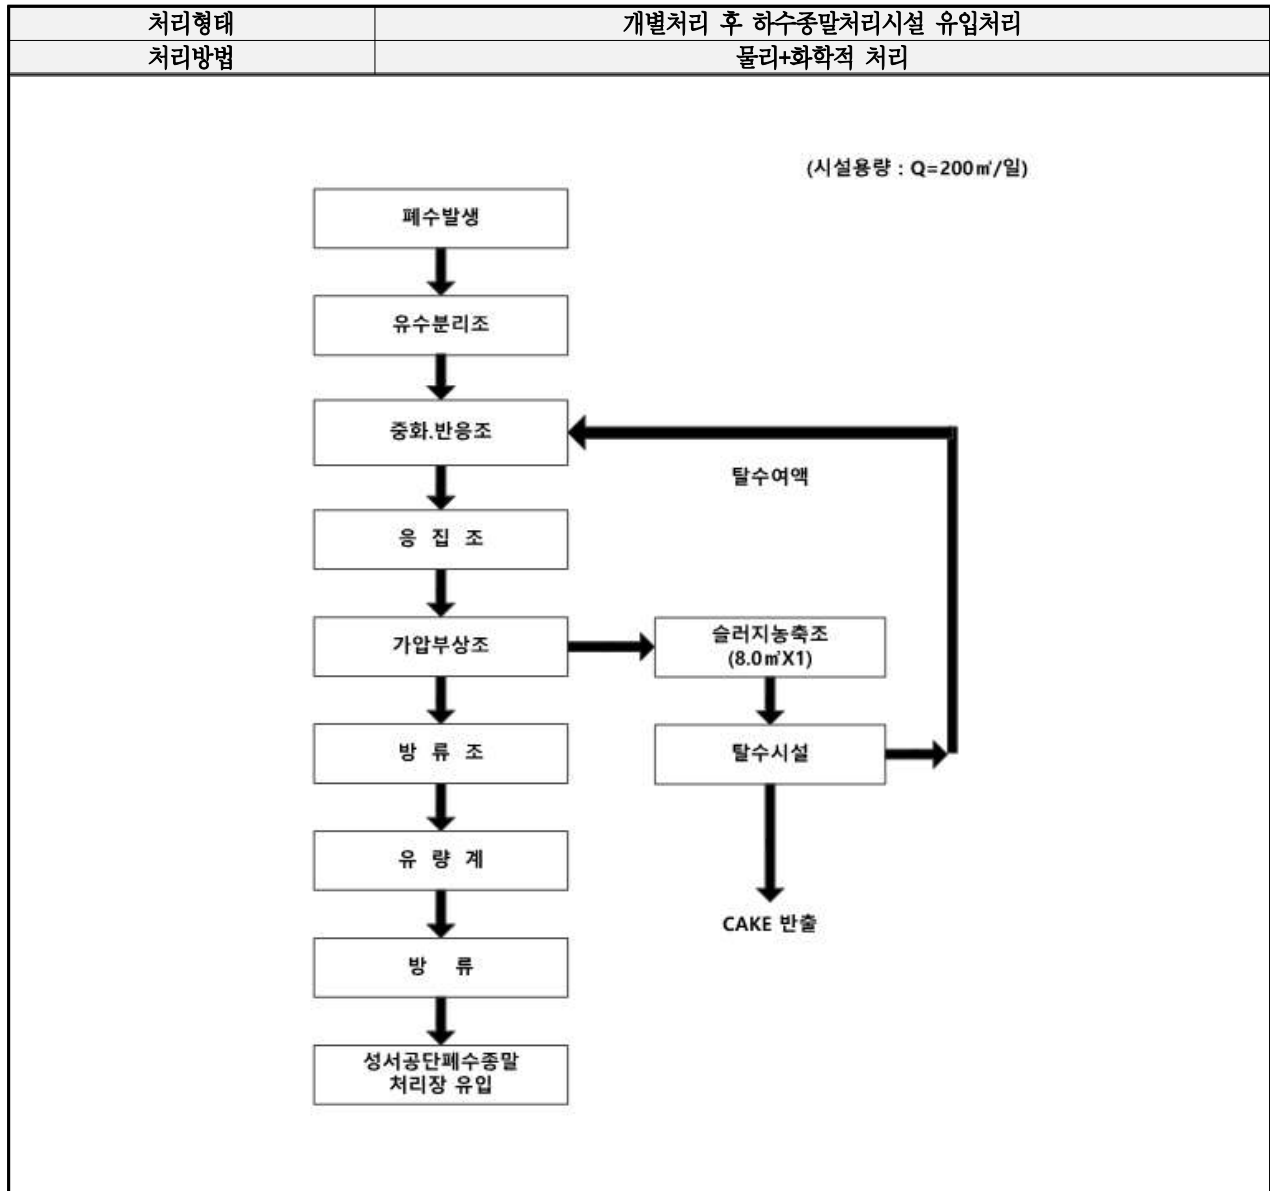 처리형태 개별처리 후 하수종말처리시설 유입처리
처리방법 물리+화학적 처리
(시설용량 : Q=200㎥/일)
폐수발생
유수분리조
중화.반응조
탈수여액
응 집 조
가압부상조
슬러지농축조
(8.0㎥X1)
방 류 조
탈수시설
유 량 계
CAKE 반출
방 류
성서공단폐수종말
처리장 유입